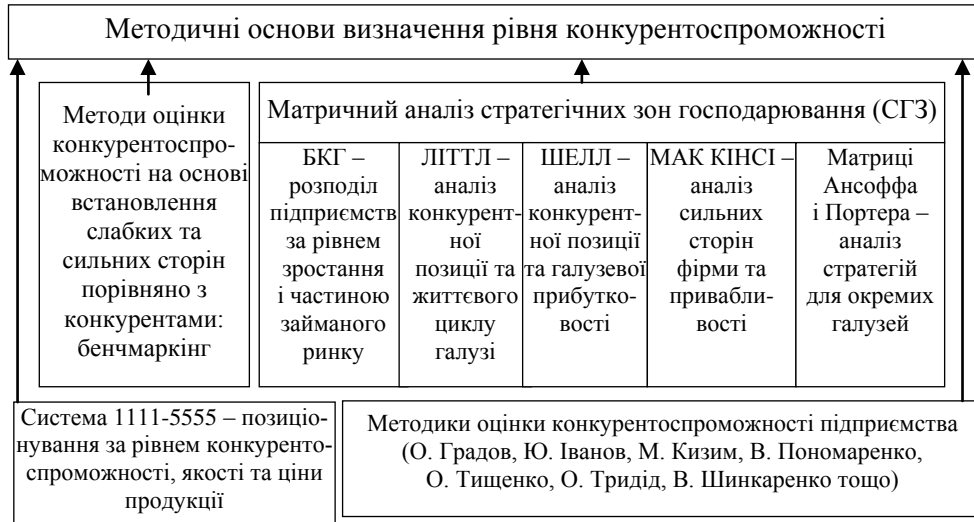 Методичні основи визначення рівня конкурентоспроможності
Методи оцінки
конкурентоспро-
можності на основі
встановлення
слабких та
сильних сторін
порівняно з
конкурентами:
бенчмаркінг
Матричний аналіз стратегічних зон господарювання (СГЗ)
БКГ –
розподіл
підприємств
за рівнем
зростання
і частиною
займаного
ринку
ЛІТТЛ –
аналіз
конкурент-
ної
позиції та
життєвого
циклу
галузі
ШЕЛЛ –
аналіз
конкурент-
ної позиції
та галузевої
прибутко-
вості
МАК КІНСІ –
аналіз
сильних
сторін
фірми та
привабли-
вості
Матриці
Ансоффа
і Портера –
аналіз
стратегій
для окремих
галузей
Система 1111-5555 – позиціо-
нування за рівнем конкуренто-
спроможності, якості та ціни
продукції
Методики оцінки конкурентоспроможності підприємства
(О. Градов, Ю. Іванов, М. Кизим, В. Пономаренко,
О. Тищенко, О. Тридід, В. Шинкаренко тощо)